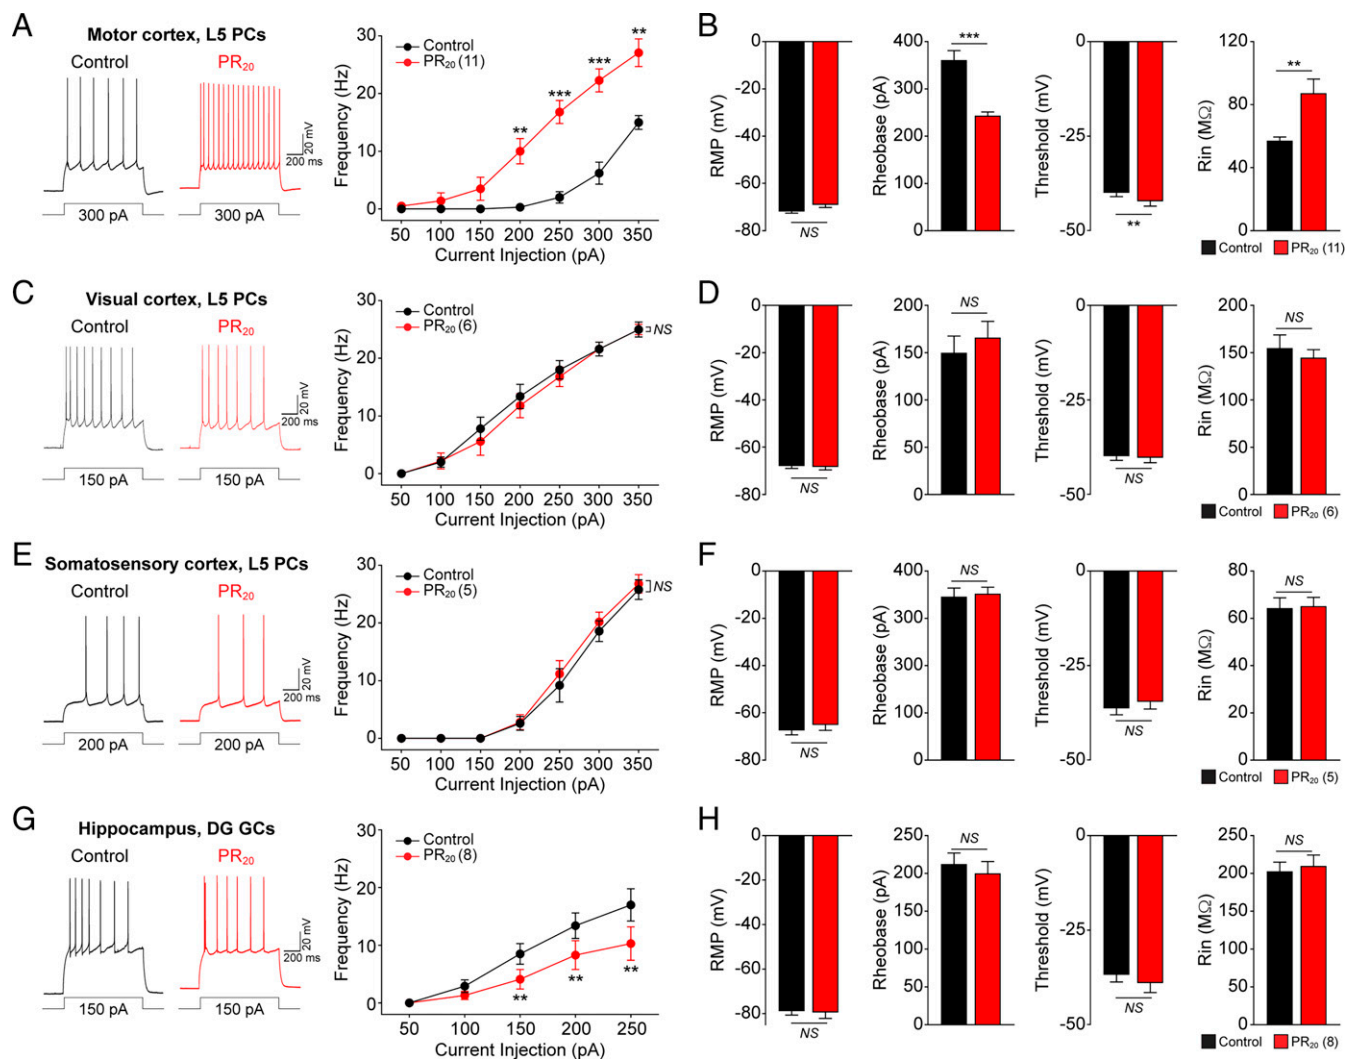 A
Motor cortex, L5 PCs
Control
PR20
20 mV
200 ms
300 pA
300 pA
Control
PR20 (11)
Frequency (Hz)
30
20
10
0
** *** *** **
50 100 150 200 250 300 350
Current Injection (pA)
B
RMP (mV)
-0
-20
-40
-60
-80
NS
Rheobase (pA)
400
300
200
100
0
***
Threshold (mV)
-0
-25
-50
**
Rin (MΩ)
120
80
40
0
**
Control PR20 (11)
C
Visual cortex, L5 PCs
Control
PR20
20 mV
200 ms
150 pA
150 pA
Control
PR20 (6)
Frequency (Hz)
30
20
10
0
NS
50 100 150 200 250 300 350
Current Injection (pA)
D
RMP (mV)
-0
-20
-40
-60
-80
NS
Rheobase (pA)
200
150
100
50
0
NS
Threshold (mV)
-0
-25
-50
NS
Rin (MΩ)
200
150
100
50
0
NS
Control PR20 (6)
E
Somatosensory cortex, L5 PCs
Control
PR20
20 mV
200 ms
200 pA
200 pA
Control
PR20 (5)
Frequency (Hz)
30
20
10
0
NS
50 100 150 200 250 300 350
Current Injection (pA)
F
RMP (mV)
-0
-20
-40
-60
-80
NS
Rheobase (pA)
400
300
200
100
0
NS
Threshold (mV)
-0
-25
-50
NS
Rin (MΩ)
80
60
40
20
0
NS
Control PR20 (5)
G
Hippocampus, DG GCs
Control
PR20
20 mV
200 ms
150 pA
150 pA
Control
PR20 (8)
Frequency (Hz)
30
20
10
0
** ** **
50 100 150 200 250
Current Injection (pA)
H
RMP (mV)
-0
-20
-40
-60
-80
NS
Rheobase (pA)
250
200
150
100
50
0
NS
Threshold (mV)
-0
-25
-50
NS
Rin (MΩ)
250
200
150
100
50
0
NS
Control PR20 (8)